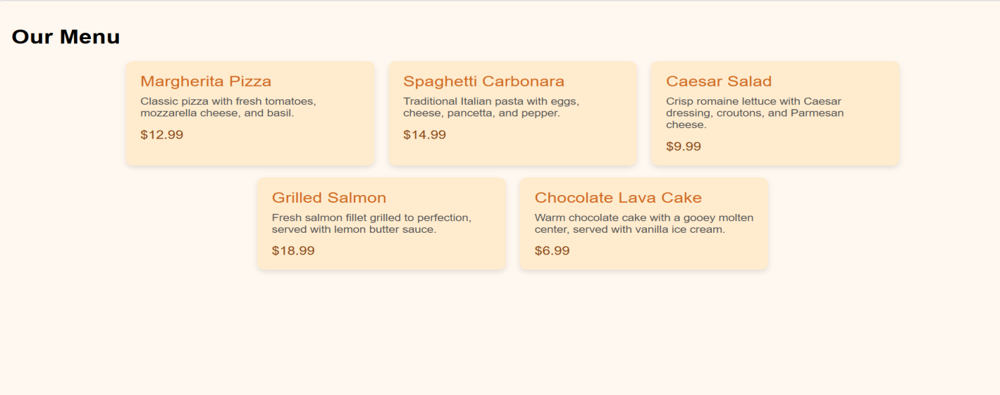 Our Menu
Margherita Pizza
Classic pizza with fresh tomatoes,
mozzarella cheese, and basil.
$12.99
Spaghetti Carbonara
Traditional Italian pasta with eggs,
cheese, pancetta, and pepper.
$14.99
Caesar Salad
Crisp romaine lettuce with Caesar
dressing, croutons, and Parmesan
cheese.
$9.99
Grilled Salmon
Fresh salmon fillet grilled to perfection,
served with lemon butter sauce.
$18.99
Chocolate Lava Cake
Warm chocolate cake with a gooey molten
center, served with vanilla ice cream.
$6.99